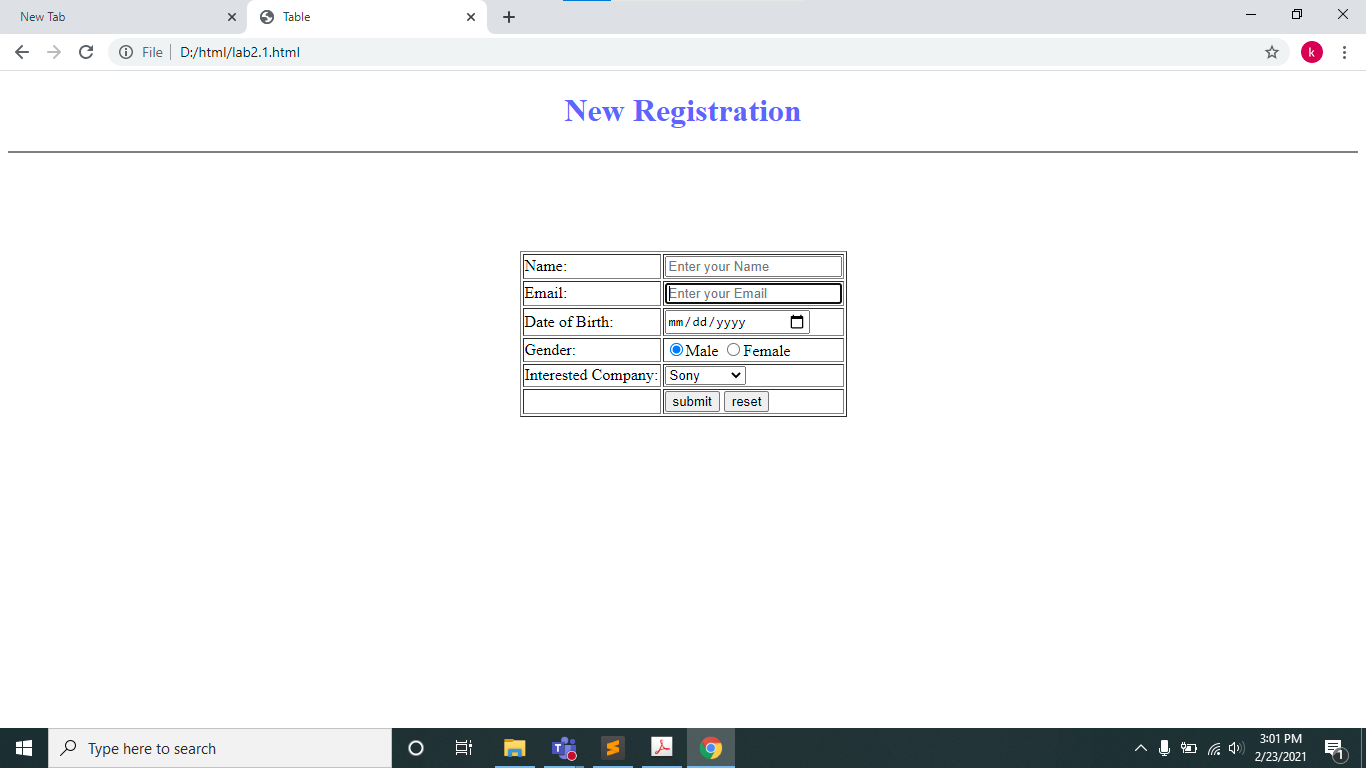 New Tab
Table
File D:/html/lab2.1.html
k
New Registration
Name: Enter your Name
Email: Enter your Email
Date of Birth: mm/dd/yyyy
Gender: Male Female
Interested Company: Sony
submit reset
Type here to search
3:01 PM
2/23/2021
1